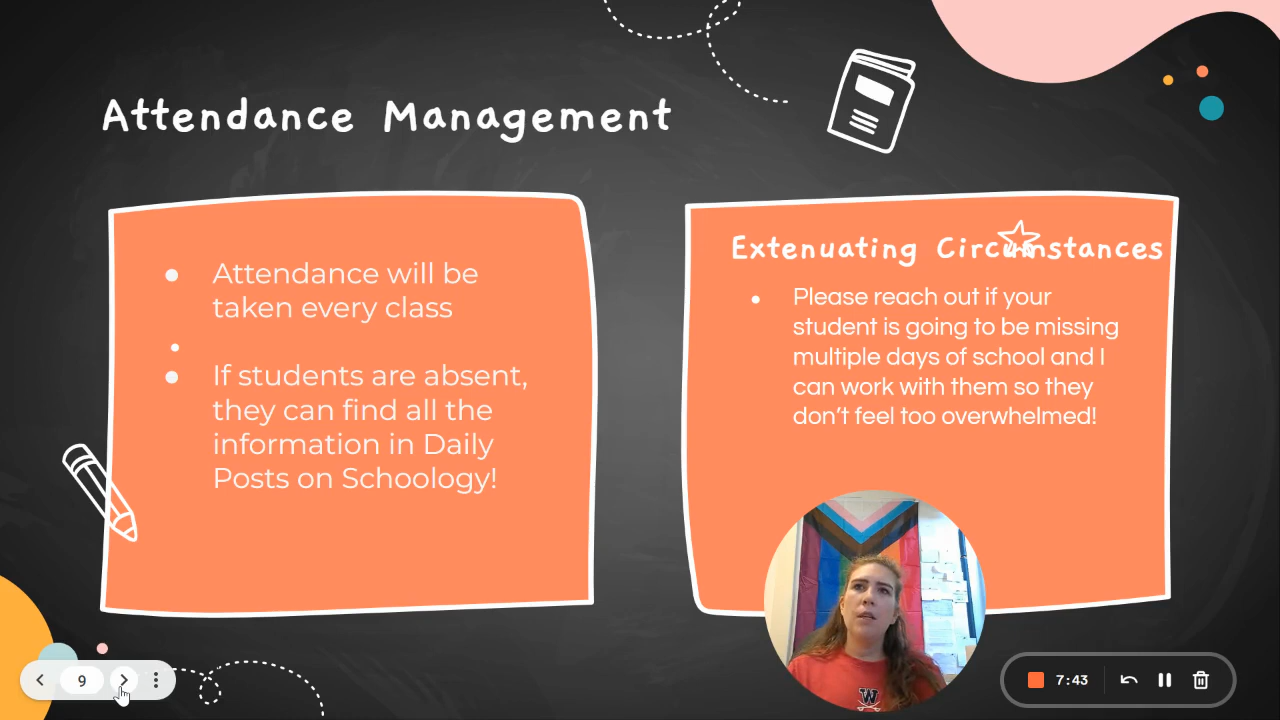 Attendance Management
Attendance will be
taken every class
If students are absent,
they can find all the
information in Daily
Posts on Schoology!
Extenuating Circumstances
Please reach out if your
student is going to be missing
multiple days of school and I
can work with them so they
don't feel too overwhelmed!
W
9
7:43